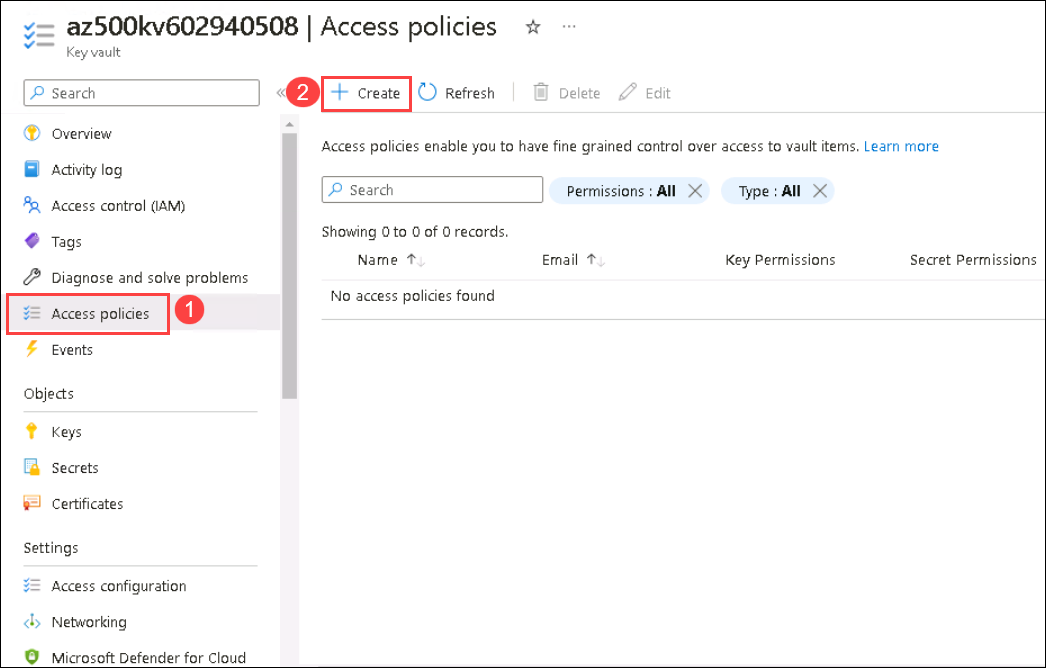 az500kv602940508 | Access policies ☆ ···
Key vault
Search
«
2
+ Create
Refresh
Delete
Edit
Overview
Activity log
Access control (IAM)
Tags
Diagnose and solve problems
Access policies
1
Events
Objects
Keys
Secrets
Certificates
Settings
Access configuration
Networking
Microsoft Defender for Cloud
Access policies enable you to have fine grained control over access to vault items. Learn more
Search
Permissions : All ✕
Type : All ✕
Showing 0 to 0 of 0 records.
Name ↑↓ Email ↑↓ Key Permissions Secret Permissions
No access policies found